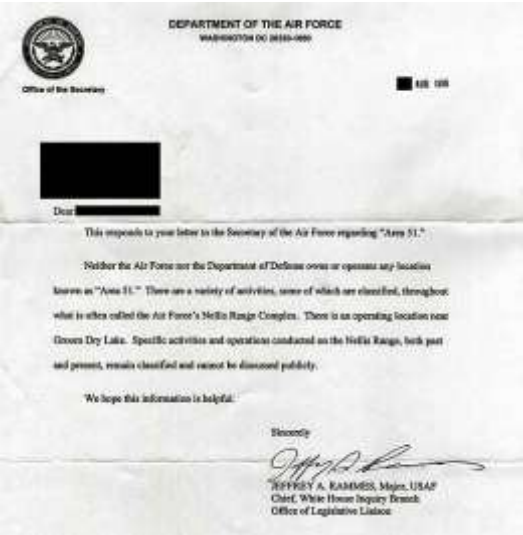 DEPARTMENT OF THE AIR FORCE
WASHINGTON DC 20330-1000
Office of the Secretary
AUG
Dear
This responds to your letter to the Secretary of the Air Force regarding "Area 51."
Neither the Air Force nor the Department of Defense owns or operates any location
known as "Area 51." There are a variety of activities, some of which are classified, throughout
what is often called the Air Force's Nellis Range Complex. There is an operating location near
Groom Dry Lake. Specific activities and operations conducted on the Nellis Range, both past
and present, remain classified and cannot be discussed publicly.
We hope this information is helpful.
Sincerely
JEFFREY A. RAMMES, Major, USAF
Chief, White House Inquiry Branch
Office of Legislative Liaison